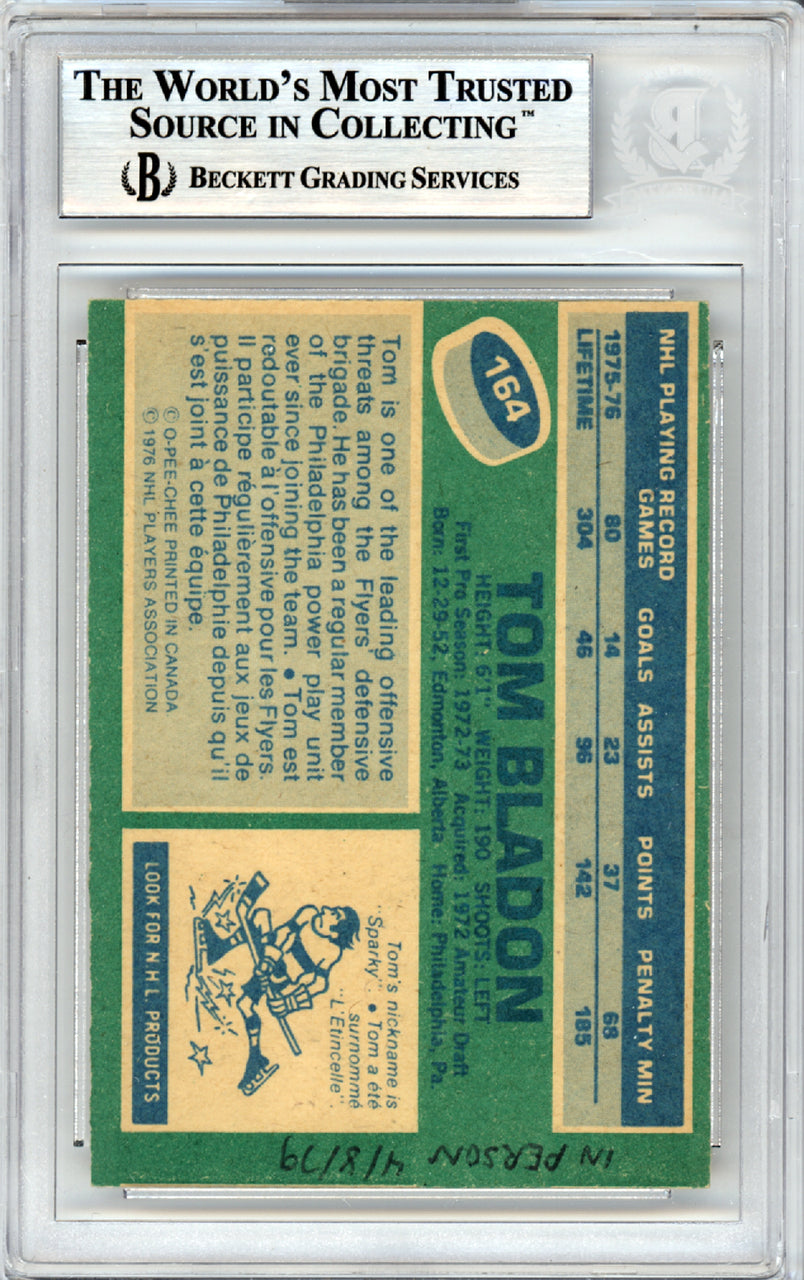 THE WORLD'S MOST TRUSTED
SOURCE IN COLLECTING™
B BECKETT GRADING SERVICES
NHL PLAYING RECORD
GAMES GOALS ASSISTS POINTS PENALTY MIN
1975-76 80 14 23 37 68
LIFETIME 304 46 96 142 185
164
TOM BLADON
HEIGHT: 6'1" WEIGHT: 190 SHOOTS: LEFT
First Pro Season: 1972-73 Acquired: 1972 Amateur Draft
Born: 12-29-52, Edmonton, Alberta Home: Philadelphia, Pa.
Tom is one of the leading offensive
threats among the Flyers' defensive
brigade. He has been a regular member
of the Philadelphia power play unit
ever since joining the team. • Tom est
redoutable à l'offensive pour les Flyers.
Il participe régulièrement aux jeux de
puissance de Philadelphie depuis qu'il
s'est joint à cette équipe.
© O-PEE-CHEE PRINTED IN CANADA
© 1976 NHL PLAYERS ASSOCIATION
Tom's nickname is
"Sparky". • Tom a été
surnommé
"L'Etincelle".
LOOK FOR N.H.L. PRODUCTS
IN PERSON 4/8/79